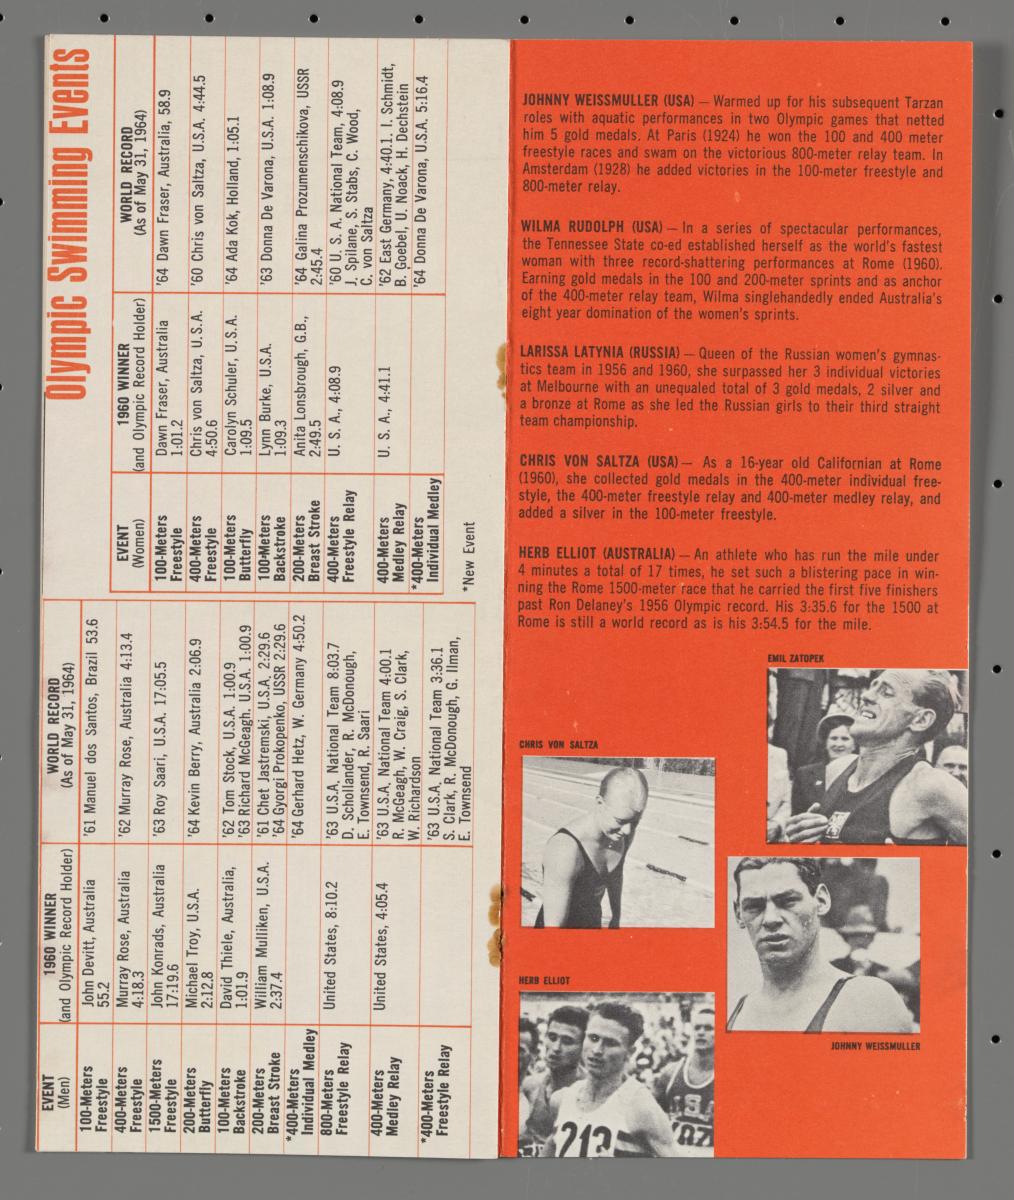 Olympic Swimming Events
EVENT
(Men)
1960 WINNER
(and Olympic Record Holder)
WORLD RECORD
(As of May 31, 1964)
100-Meters
Freestyle
John Devitt, Australia
55.2
'61 Manuel dos Santos, Brazil 53.6
400-Meters
Freestyle
Murray Rose, Australia
4:18.3
'62 Murray Rose, Australia 4:13.4
1500-Meters
Freestyle
John Konrads, Australia
17:19.6
'63 Roy Saari, U.S.A. 17:05.5
200-Meters
Butterfly
Michael Troy, U.S.A.
2:12.8
'64 Kevin Berry, Australia 2:06.9
100-Meters
Backstroke
David Thiele, Australia,
1:01.9
'62 Tom Stock, U.S.A. 1:00.9
'63 Richard McGeagh. U.S.A. 1:00.9
200-Meters
Breast Stroke
William Mulliken, U.S.A.
2:37.4
'61 Chet Jastremski, U.S.A. 2:29.6
'64 Gyorgi Prokopenko, USSR 2:29.6
*400-Meters
Individual Medley
'64 Gerhard Hetz, W. Germany 4:50.2
800-Meters
Freestyle Relay
United States, 8:10.2
'63 U.S.A. National Team 8:03.7
D. Schollander, R. McDonough,
E. Townsend, R. Saari
400-Meters
Medley Relay
United States, 4:05.4
'63 U.S.A. National Team 4:00.1
R. McGeagh, W. Craig, S. Clark,
W. Richardson
*400-Meters
Freestyle Relay
'63 U.S.A. National Team 3:36.1
S. Clark, R. McDonough, G. Ilman,
E. Townsend
EVENT
(Women)
1960 WINNER
(and Olympic Record Holder)
WORLD RECORD
(As of May 31, 1964)
100-Meters
Freestyle
Dawn Fraser, Australia
1:01.2
'64 Dawn Fraser, Australia, 58.9
400-Meters
Freestyle
Chris von Saltza, U.S.A.
4:50.6
'60 Chris von Saltza, U.S.A. 4:44.5
100-Meters
Butterfly
Carolyn Schuler, U.S.A.
1:09.5
'64 Ada Kok, Holland, 1:05.1
100-Meters
Backstroke
Lynn Burke, U.S.A.
1:09.3
'63 Donna De Varona, U.S.A. 1:08.9
200-Meters
Breast Stroke
Anita Lonsbrough, G.B.,
2:49.5
'64 Galina Prozumenschikova, USSR
2:45.4
400-Meters
Freestyle Relay
U. S. A., 4:08.9
'60 U. S. A. National Team, 4:08.9
J. Spilane, S. Stabs, C. Wood,
C. von Saltza
400-Meters
Medley Relay
U. S. A., 4:41.1
'62 East Germany, 4:40.1. I. Schmidt,
B. Goebel, U. Noack, H. Dechstein
*400-Meters
Individual Medley
'64 Donna De Varona, U.S.A. 5:16.4
*New Event
JOHNNY WEISSMULLER (USA) — Warmed up for his subsequent Tarzan
roles with aquatic performances in two Olympic games that netted
him 5 gold medals. At Paris (1924) he won the 100 and 400 meter
freestyle races and swam on the victorious 800-meter relay team. In
Amsterdam (1928) he added victories in the 100-meter freestyle and
800-meter relay.
WILMA RUDOLPH (USA) — In a series of spectacular performances,
the Tennessee State co-ed established herself as the world's fastest
woman with three record-shattering performances at Rome (1960).
Earning gold medals in the 100 and 200-meter sprints and as anchor
of the 400-meter relay team, Wilma singlehandedly ended Australia's
eight year domination of the women's sprints.
LARISSA LATYNIA (RUSSIA) — Queen of the Russian women's gymnas-
tics team in 1956 and 1960, she surpassed her 3 individual victories
at Melbourne with an unequaled total of 3 gold medals, 2 silver and
a bronze at Rome as she led the Russian girls to their third straight
team championship.
CHRIS VON SALTZA (USA) — As a 16-year old Californian at Rome
(1960), she collected gold medals in the 400-meter individual free-
style, the 400-meter freestyle relay and 400-meter medley relay, and
added a silver in the 100-meter freestyle.
HERB ELLIOT (AUSTRALIA) — An athlete who has run the mile under
4 minutes a total of 17 times, he set such a blistering pace in win-
ning the Rome 1500-meter race that he carried the first five finishers
past Ron Delaney's 1956 Olympic record. His 3:35.6 for the 1500 at
Rome is still a world record as is his 3:54.5 for the mile.
EMIL ZATOPEK
CHRIS VON SALTZA
HERB ELLIOT
213
JOHNNY WEISSMULLER